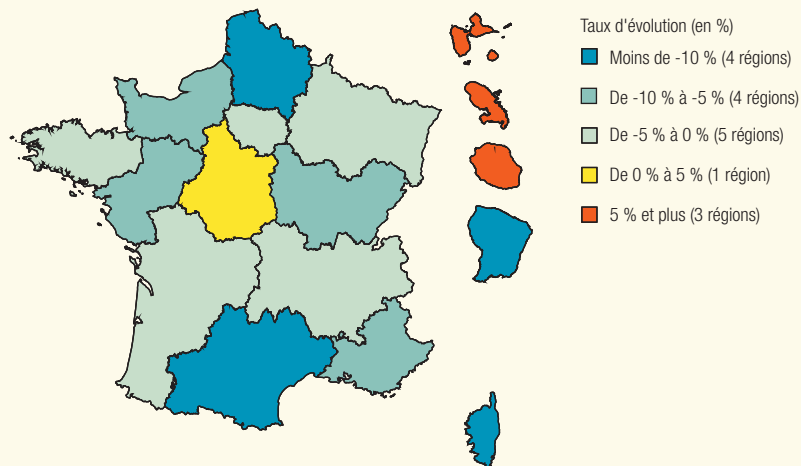 Taux d'évolution (en %)
Moins de -10 % (4 régions)
De -10 % à -5 % (4 régions)
De -5 % à 0 % (5 régions)
De 0 % à 5 % (1 région)
5 % et plus (3 régions)